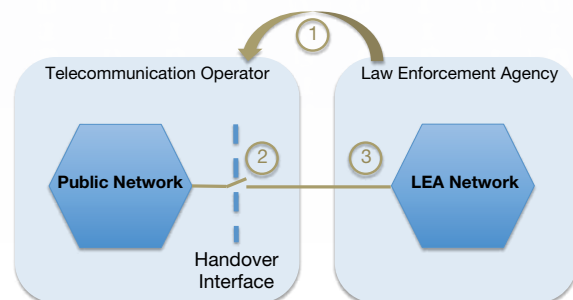 1
Telecommunication Operator
Law Enforcement Agency
2
3
Public Network
LEA Network
Handover
Interface